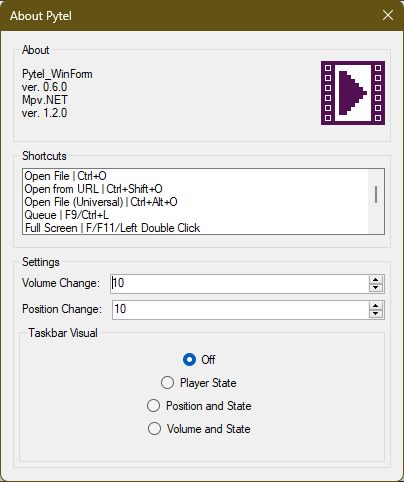 About Pytel
About
Pytel_WinForm
ver. 0.6.0
Mpv.NET
ver. 1.2.0
Shortcuts
Open File | Ctrl+O
Open from URL | Ctrl+Shift+O
Open File (Universal) | Ctrl+Alt+O
Queue | F9/Ctrl+L
Full Screen | F/F11/Left Double Click
Settings
Volume Change: 10
Position Change: 10
Taskbar Visual
Off
Player State
Position and State
Volume and State